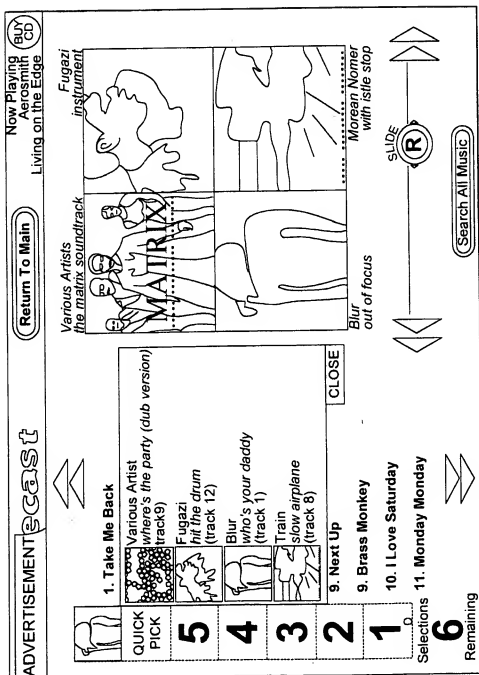 ADVERTISEMENT
ecast
Return To Main
Now Playing
Aerosmith
Living on the Edge
BUY
CD
QUICK
PICK
5
4
3
2
1
Selections
6
Remaining
1. Take Me Back
Various Artist
where's the party (dub version)
track9)
Fugazi
hit the drum
(track 12)
Blur
who's your daddy
(track 1)
Train
slow airplane
(track 8)
CLOSE
9. Next Up
9. Brass Monkey
10. I Love Saturday
11. Monday Monday
Various Artists
the matrix soundtrack
MATRIX
Fugazi
instrument
Blur
out of focus
Morean Nomer
with istle stop
SLIDE
R
Search All Music